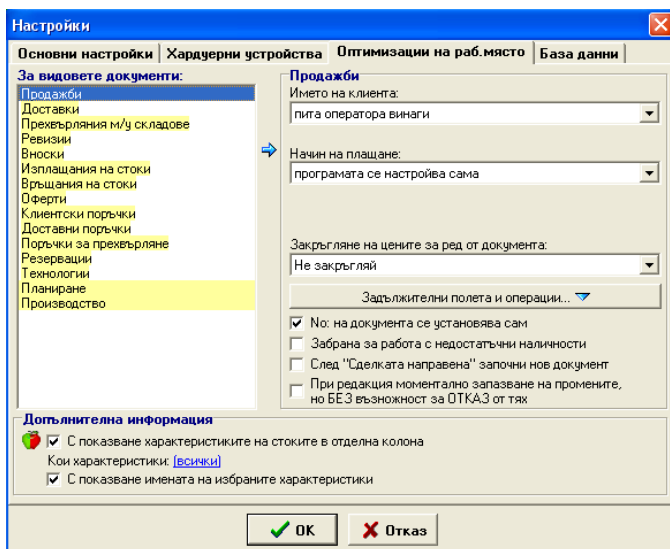 Настройки
Основни настройки
Хардуерни устройства
Оптимизации на раб.място
База данни
За видовете документи:
Продажби
Доставки
Прехвърляния м/у складове
Ревизии
Вноски
Изплащания на стоки
Връщания на стоки
Оферти
Клиентски поръчки
Доставни поръчки
Поръчки за прехвърляне
Резервации
Технологии
Планиране
Производство
Продажби
Името на клиента:
пита оператора винаги
Начин на плащане:
програмата се настройва сама
Закръгляне на цените за ред от документа:
Не закръгляй
Задължителни полета и операции...
No: на документа се установява сам
Забрана за работа с недостатъчни наличности
След "Сделката направена" започни нов документ
При редакция моментално запазване на промените,
но БЕЗ възножност за ОТКАЗ от тях
Допълнителна информация
С показване характеристиките на стоките в отделна колона
Кои характеристики: (всички)
С показване имената на избраните характеристики
OK
Отказ